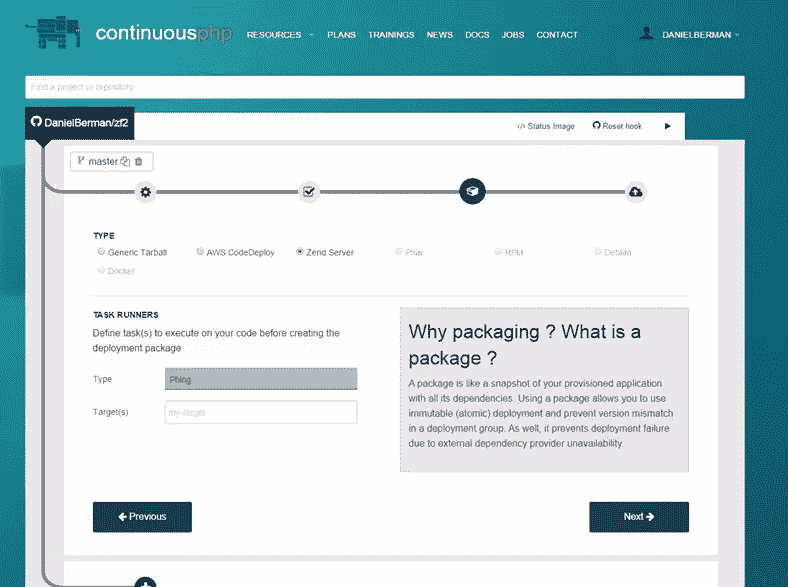 continuousphp
RESOURCES PLANS TRAININGS NEWS DOCS JOBS CONTACT DANIELBERMAN
Find a project or repository
DanielBerman/zf2
Status Image Reset hook
master
TYPE
Generic Tarball AWS CodeDeploy Zend Server Phar RPM Debian
Docker
TASK RUNNERS
Define task(s) to execute on your code before creating the
deployment package
Type Phing
Target(s) my-target
Why packaging ? What is a
package ?
A package is like a snapshot of your provisioned application
with all its dependencies. Using a package allows you to use
immutable (atomic) deployment and prevent version mismatch
in a deployment group. As well, it prevents deployment failure
due to external dependency provider unavailability.
Previous Next